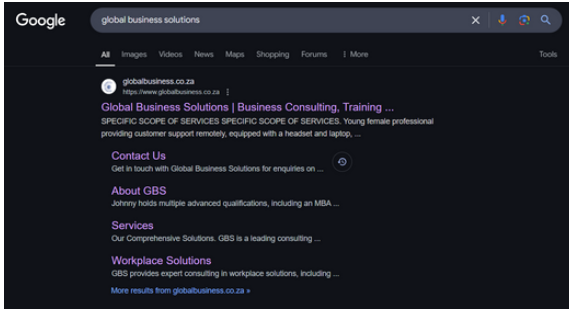 Google
global business solutions
All Images Videos News Maps Shopping Forums More Tools
globalbusiness.co.za
https://www.globalbusiness.co.za
Global Business Solutions | Business Consulting, Training ...
SPECIFIC SCOPE OF SERVICES SPECIFIC SCOPE OF SERVICES. Young female professional
providing customer support remotely, equipped with a headset and laptop, ...
Contact Us
Get in touch with Global Business Solutions for enquiries on ...
About GBS
Johnny holds multiple advanced qualifications, including an MBA ...
Services
Our Comprehensive Solutions. GBS is a leading consulting ...
Workplace Solutions
GBS provides expert consulting in workplace solutions, including ...
More results from globalbusiness.co.za »